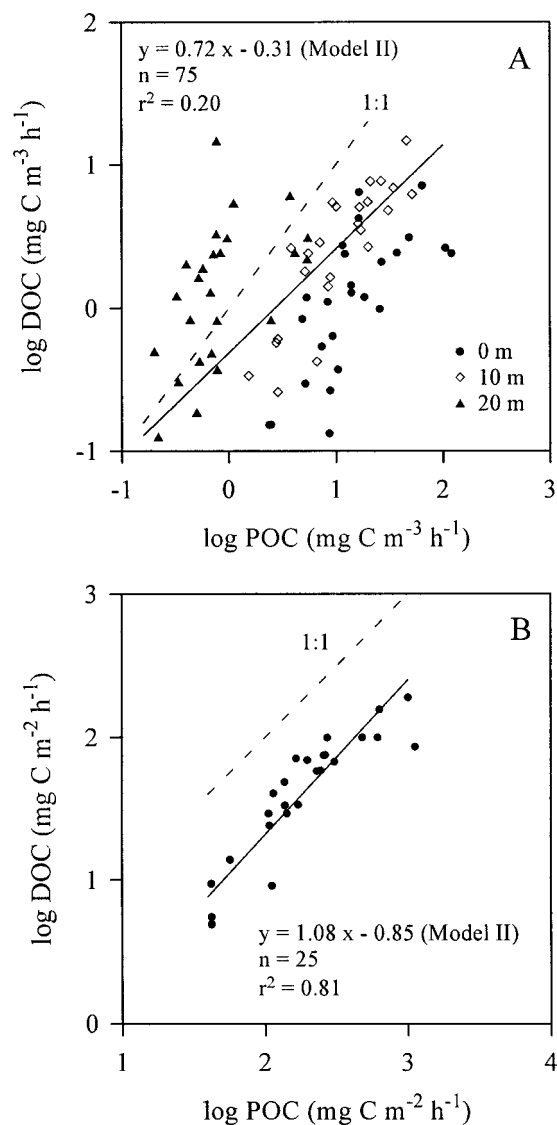 2
y = 0.72 x - 0.31 (Model II)
n = 75
r² = 0.20
A
1:1
1
0
-1
log DOC (mg C m⁻³ h⁻¹)
0 m
10 m
20 m
-1 0 1 2 3
log POC (mg C m⁻³ h⁻¹)
3
B
1:1
2
1
0
log DOC (mg C m⁻² h⁻¹)
y = 1.08 x - 0.85 (Model II)
n = 25
r² = 0.81
1 2 3 4
log POC (mg C m⁻² h⁻¹)